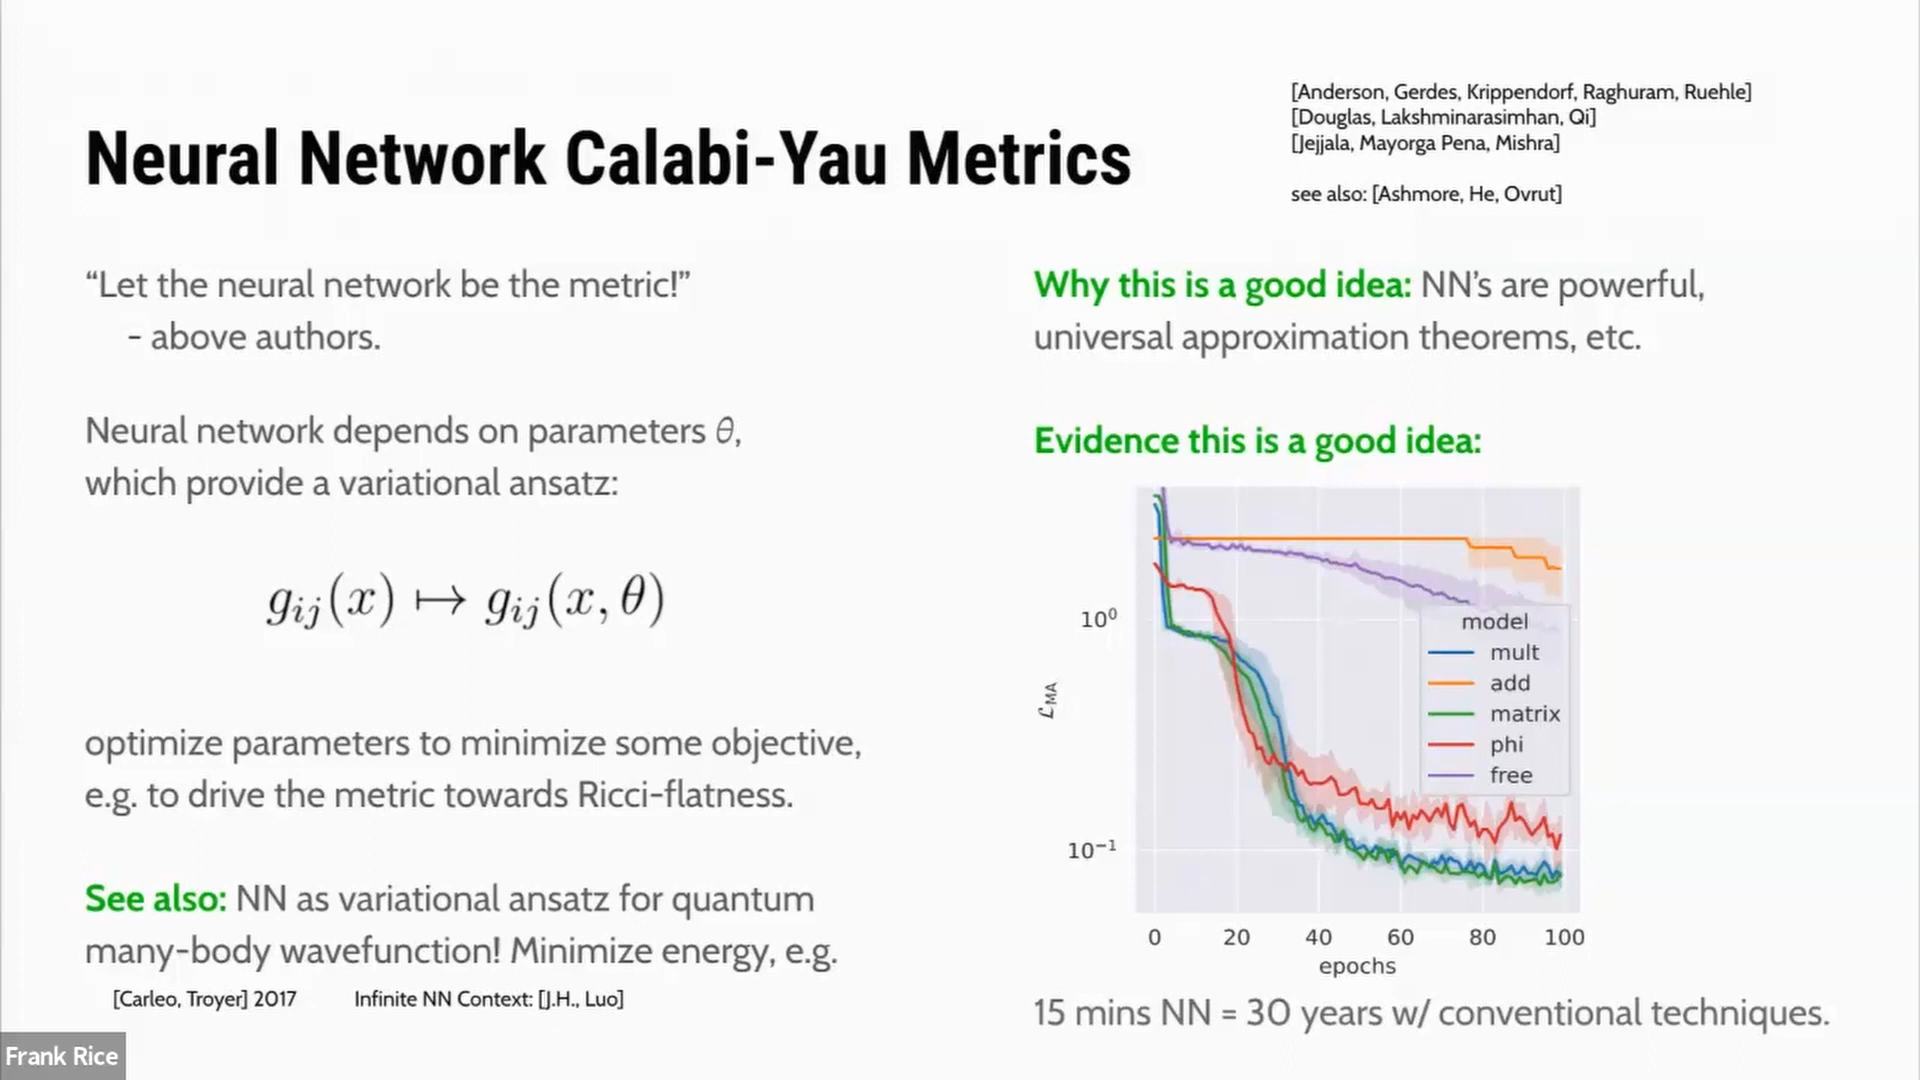 Neural Network Calabi-Yau Metrics
[Anderson, Gerdes, Krippendorf, Raghuram, Ruehle]
[Douglas, Lakshminarasimhan, Qi]
[Jejjala, Mayorga Pena, Mishra]
see also: [Ashmore, He, Ovrut]
“Let the neural network be the metric!”
- above authors.
Neural network depends on parameters θ,
which provide a variational ansatz:
g_{ij}(x) ↦ g_{ij}(x, θ)
optimize parameters to minimize some objective,
e.g. to drive the metric towards Ricci-flatness.
See also: NN as variational ansatz for quantum
many-body wavefunction! Minimize energy, e.g.
[Carleo, Troyer] 2017 Infinite NN Context: [J.H., Luo]
Why this is a good idea: NN’s are powerful,
universal approximation theorems, etc.
Evidence this is a good idea:
10⁰
10⁻¹
ℒ_MA
model
mult
add
matrix
phi
free
0 20 40 60 80 100
epochs
15 mins NN = 30 years w/ conventional techniques.
Frank Rice